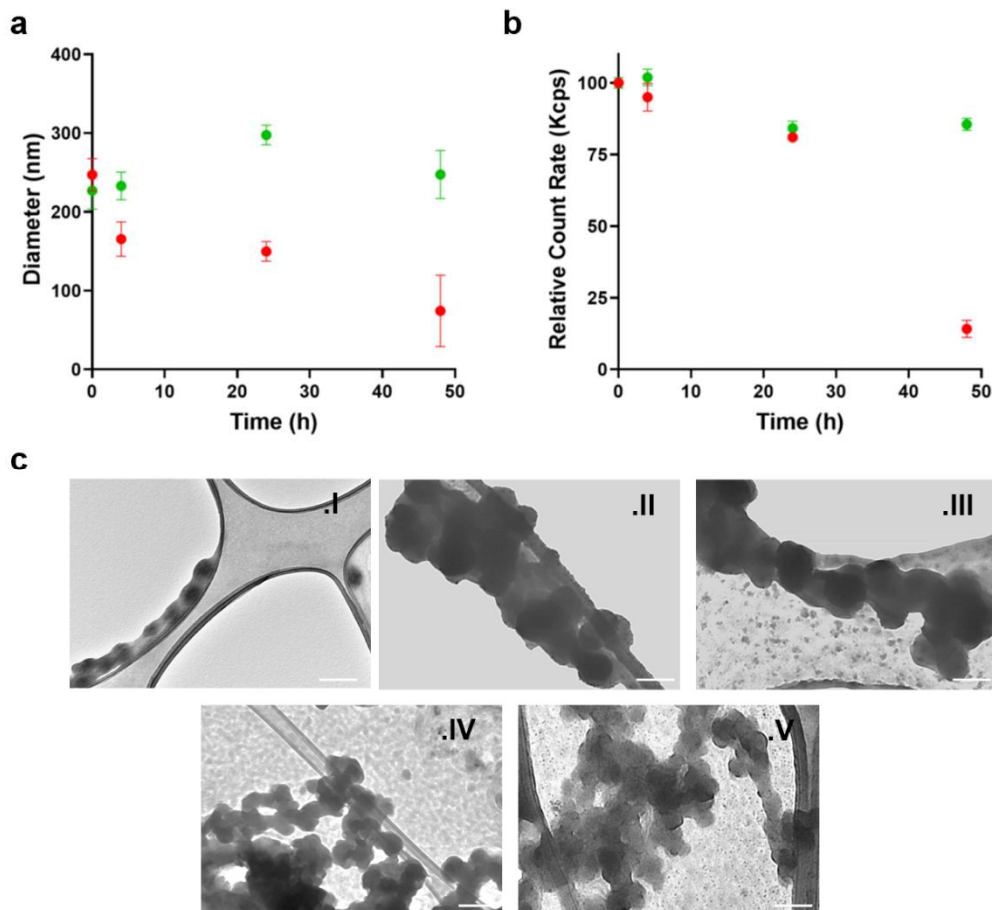 a
400
300
200
100
0
Diameter (nm)
0 10 20 30 40 50
Time (h)
b
100
75
50
25
0
Relative Count Rate (Kcps)
0 10 20 30 40 50
Time (h)
c
.I
.II
.III
.IV
.V